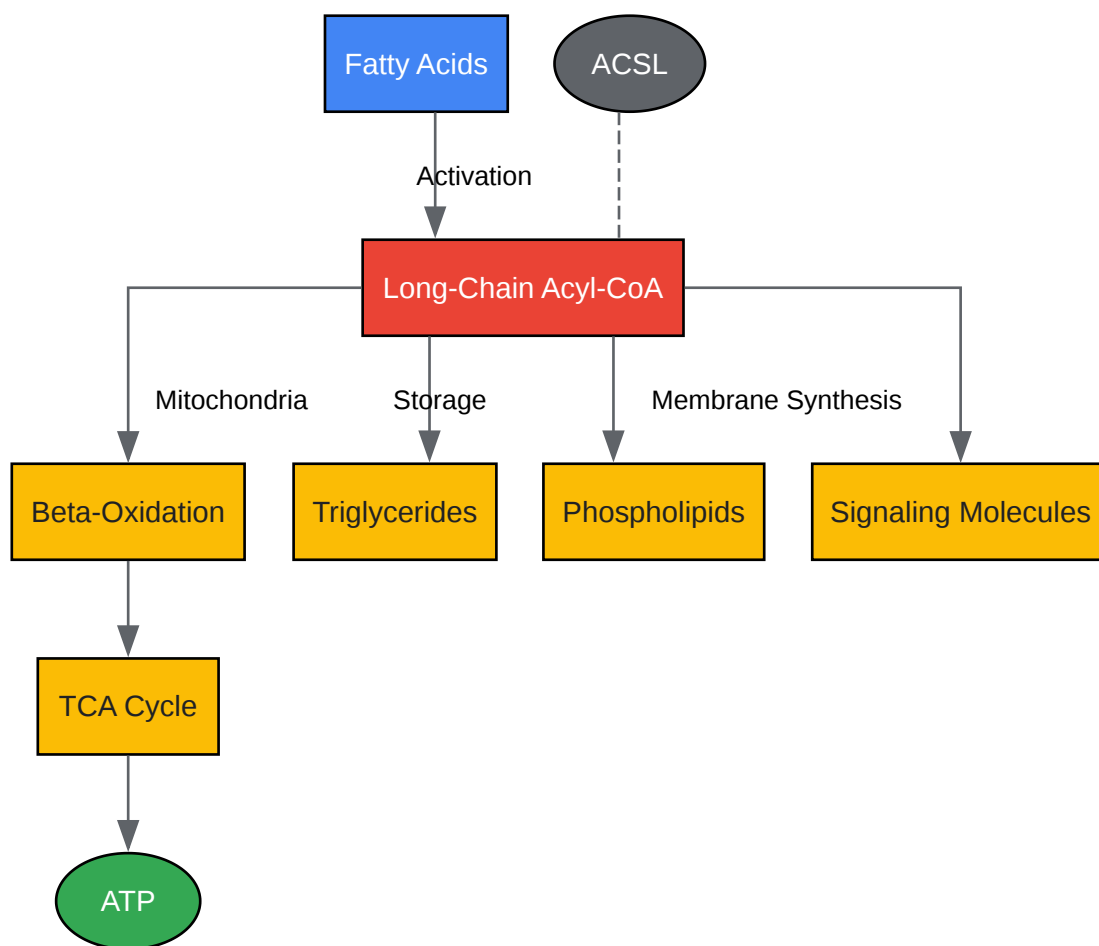 Fatty Acids
ACSL
Activation
Long-Chain Acyl-CoA
Mitochondria
Storage
Membrane Synthesis
Beta-Oxidation
Triglycerides
Phospholipids
Signaling Molecules
TCA Cycle
ATP